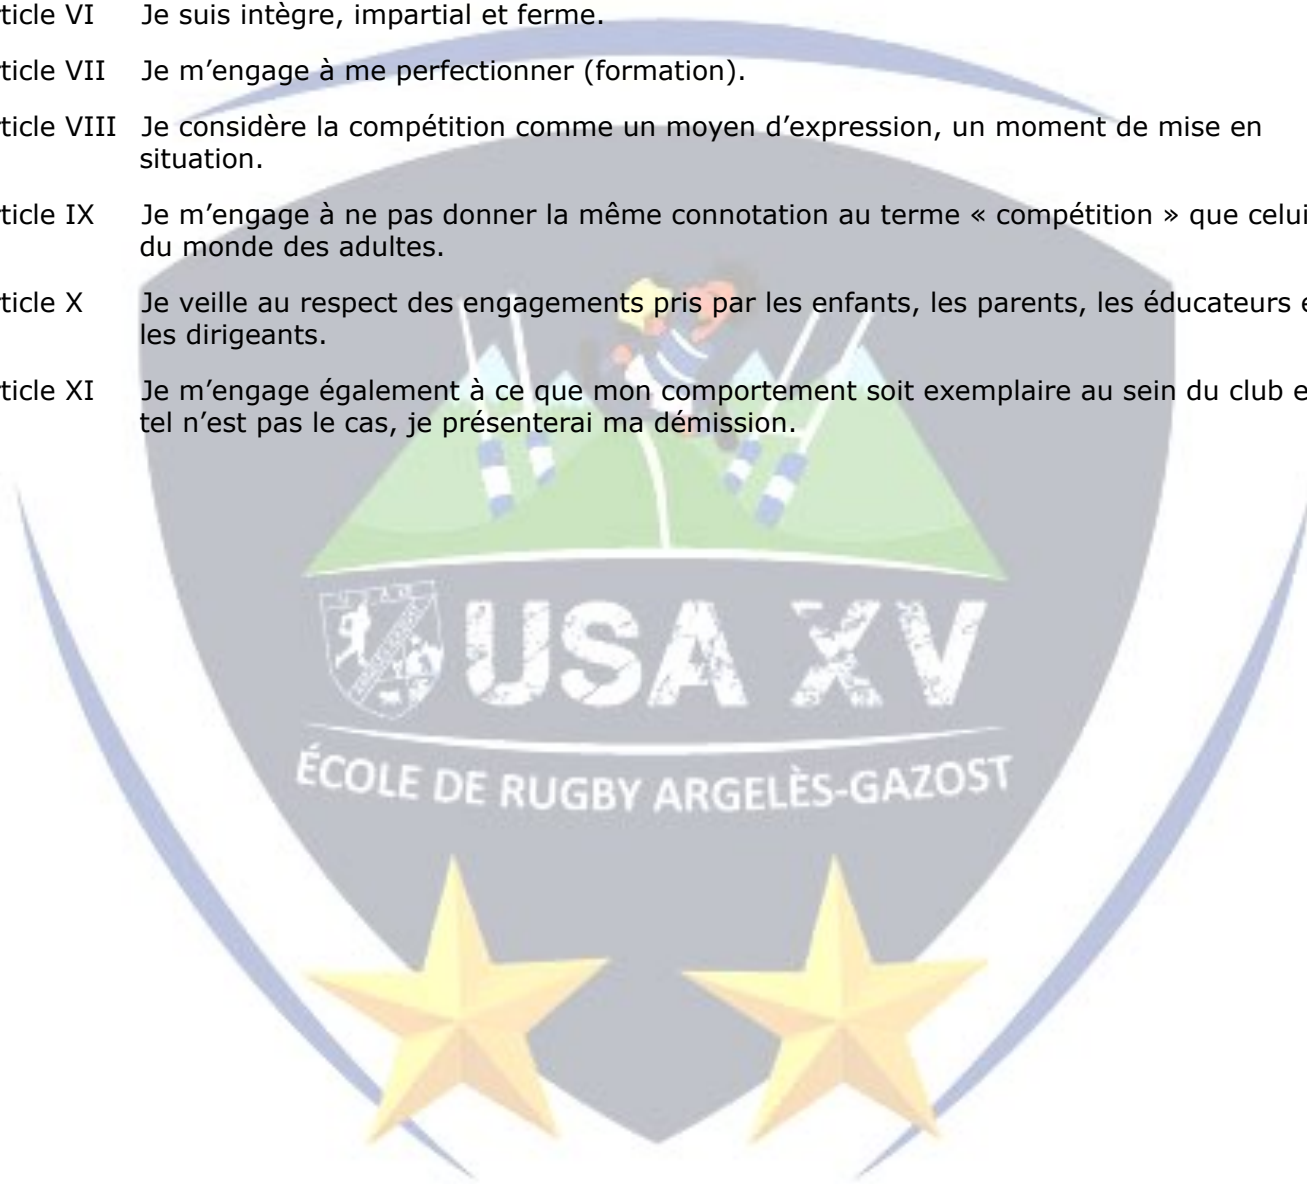 ticle VI Je suis intègre, impartial et ferme.
ticle VII Je m’engage à me perfectionner (formation).
ticle VIII Je considère la compétition comme un moyen d’expression, un moment de mise en
situation.
ticle IX Je m’engage à ne pas donner la même connotation au terme « compétition » que celui
du monde des adultes.
ticle X Je veille au respect des engagements pris par les enfants, les parents, les éducateurs e
les dirigeants.
ticle XI Je m’engage également à ce que mon comportement soit exemplaire au sein du club e
tel n’est pas le cas, je présenterai ma démission.
USA XV
ÉCOLE DE RUGBY ARGELÈS-GAZOST